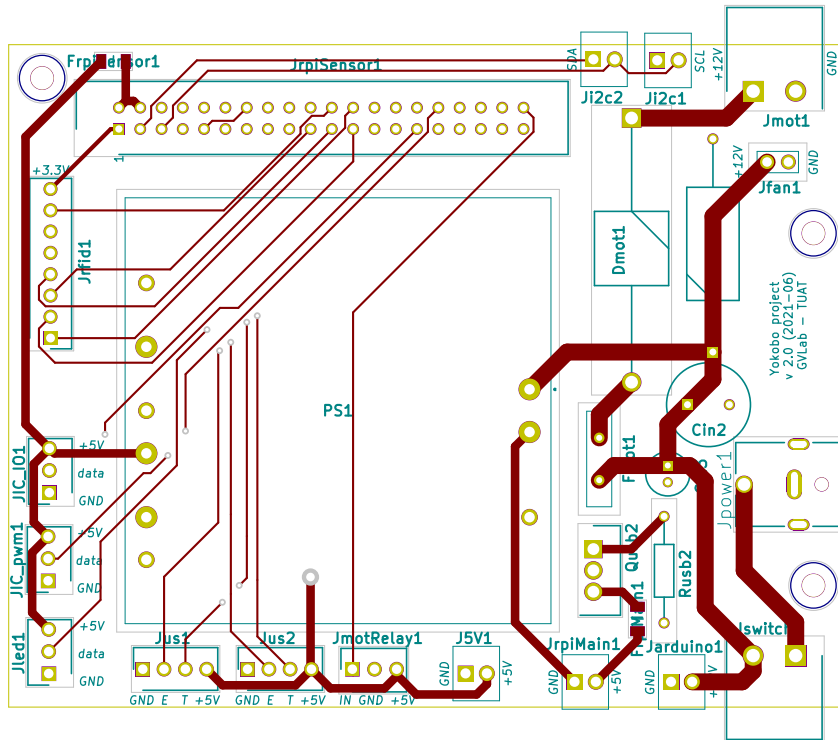 FrpiSensor1
JrpiSensor1
SDA
Ji2c2
SCL
Ji2c1
+12V
GND
Jmot1
1
+3.3V
Jrfid1
+12V
GND
Jfan1
Dmot1
Yokobo project
v 2.0 (2021-06)
GVLab - TUAT
PS1
Cin2
JIC_IO1
+5V
data
GND
Jpower1
JIC_pwm1
+5V
data
GND
Rusb2
Jled1
+5V
data
GND
Jus1
GND E T +5V
Jus2
GND E T +5V
JmotRelay1
IN GND +5V
J5V1
GND
+5V
JrpiMain1
GND
+5V
Jarduino1
GND